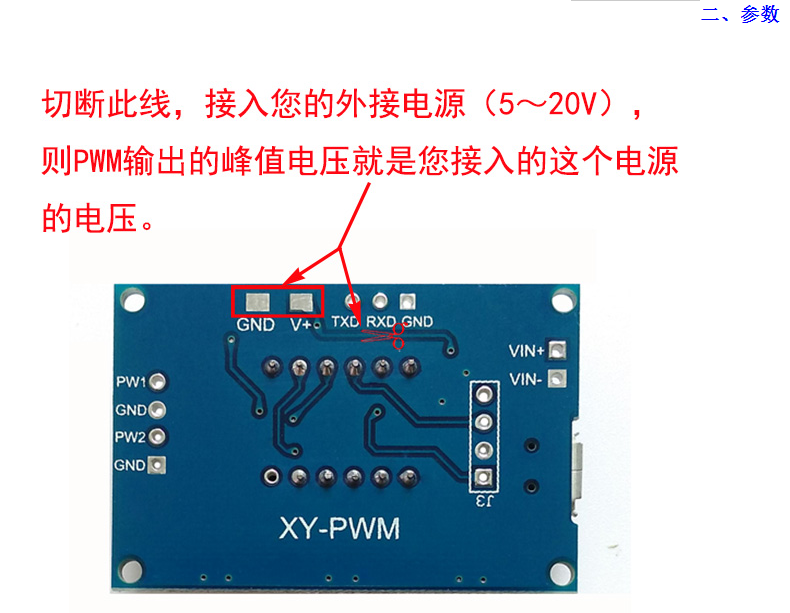 二、参数
切断此线，接入您的外接电源（5～20V），
则PWM输出的峰值电压就是您接入的这个电源
的电压。
GND V+ TXD RXD GND
VIN+
VIN-
PW1
GND
PW2
GND
J3
XY-PWM